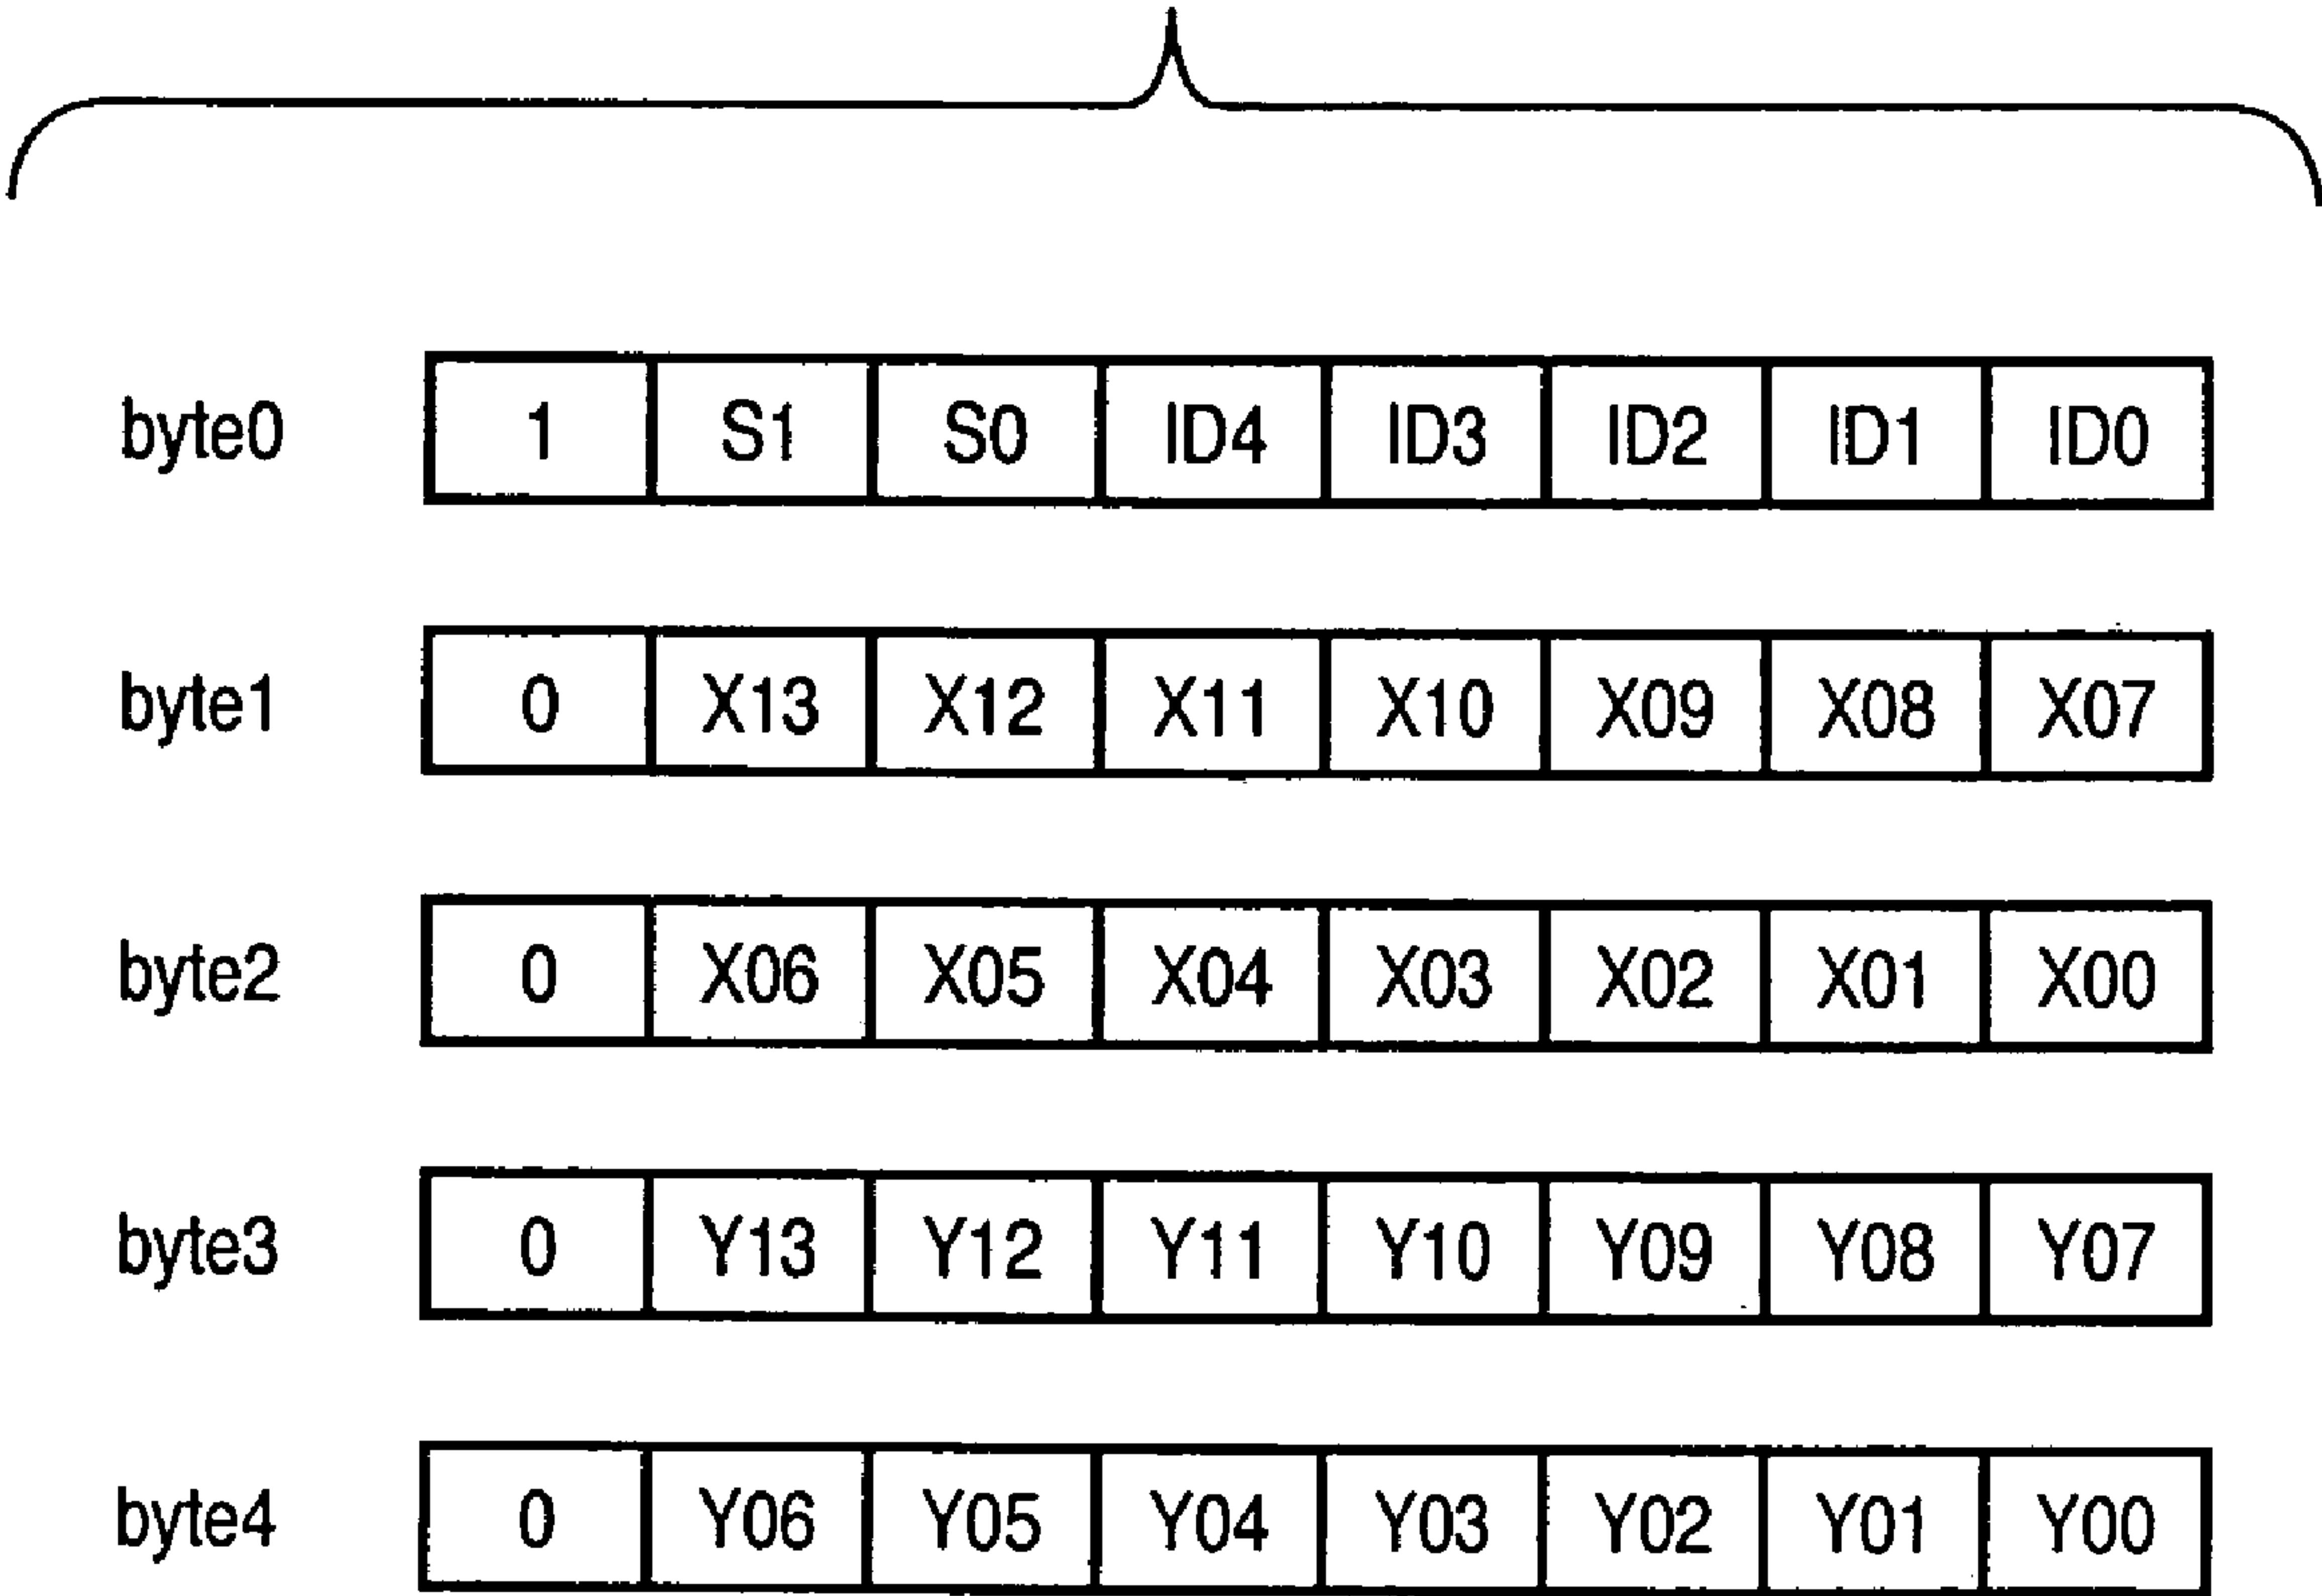 byte0 1 S1 S0 ID4 ID3 ID2 ID1 ID0
byte1 0 X13 X12 X11 X10 X09 X08 X07
byte2 0 X06 X05 X04 X03 X02 X01 X00
byte3 0 Y13 Y12 Y11 Y10 Y09 Y08 Y07
byte4 0 Y06 Y05 Y04 Y03 Y02 Y01 Y00